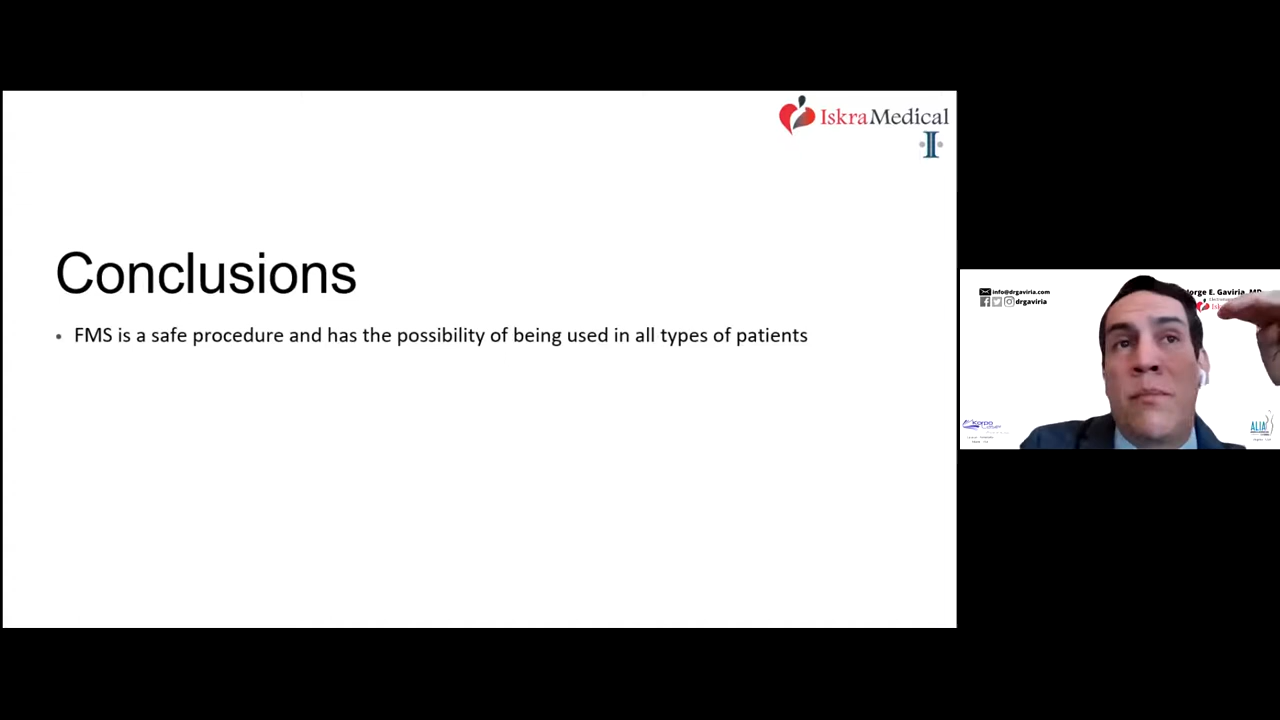 IskraMedical
I
Conclusions
• FMS is a safe procedure and has the possibility of being used in all types of patients
info@drgaviria.com
drgaviria
Jorge E. Gaviria, MD
ALIA